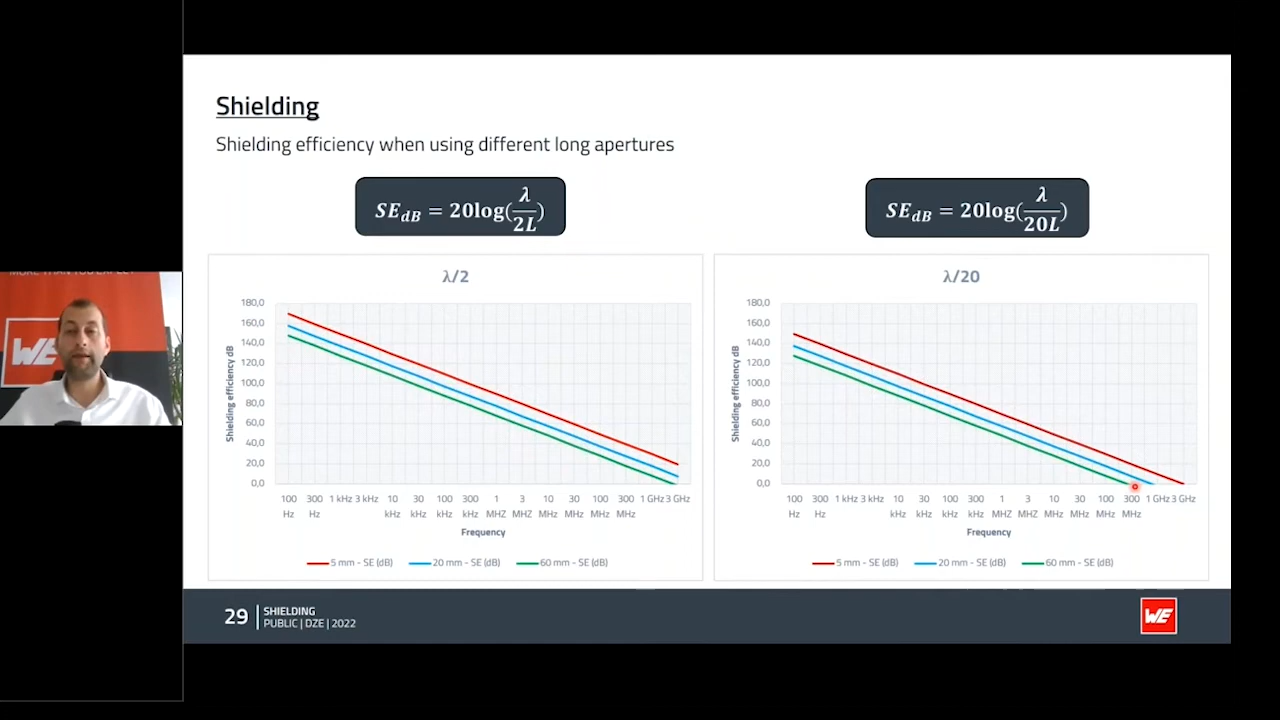 Shielding
Shielding efficiency when using different long apertures
SE_dB = 20log(λ/2L)
SE_dB = 20log(λ/20L)
λ/2
180,0
160,0
140,0
120,0
100,0
80,0
60,0
40,0
20,0
0,0
Shielding efficiency dB
100 Hz 300 Hz 1 kHz 3 kHz 10 kHz 30 kHz 100 kHz 300 kHz 1 MHZ 3 MHZ 10 MHz 30 MHz 100 MHz 300 MHz 1 GHz 3 GHz
Frequency
5 mm - SE (dB) 20 mm - SE (dB) 60 mm - SE (dB)
λ/20
180,0
160,0
140,0
120,0
100,0
80,0
60,0
40,0
20,0
0,0
Shielding efficiency dB
100 Hz 300 Hz 1 kHz 3 kHz 10 kHz 30 kHz 100 kHz 300 kHz 1 MHZ 3 MHZ 10 MHz 30 MHz 100 MHz 300 MHz 1 GHz 3 GHz
Frequency
5 mm - SE (dB) 20 mm - SE (dB) 60 mm - SE (dB)
29
SHIELDING
PUBLIC | DZE | 2022
WE
MORE THAN YOU EXPECT
WE